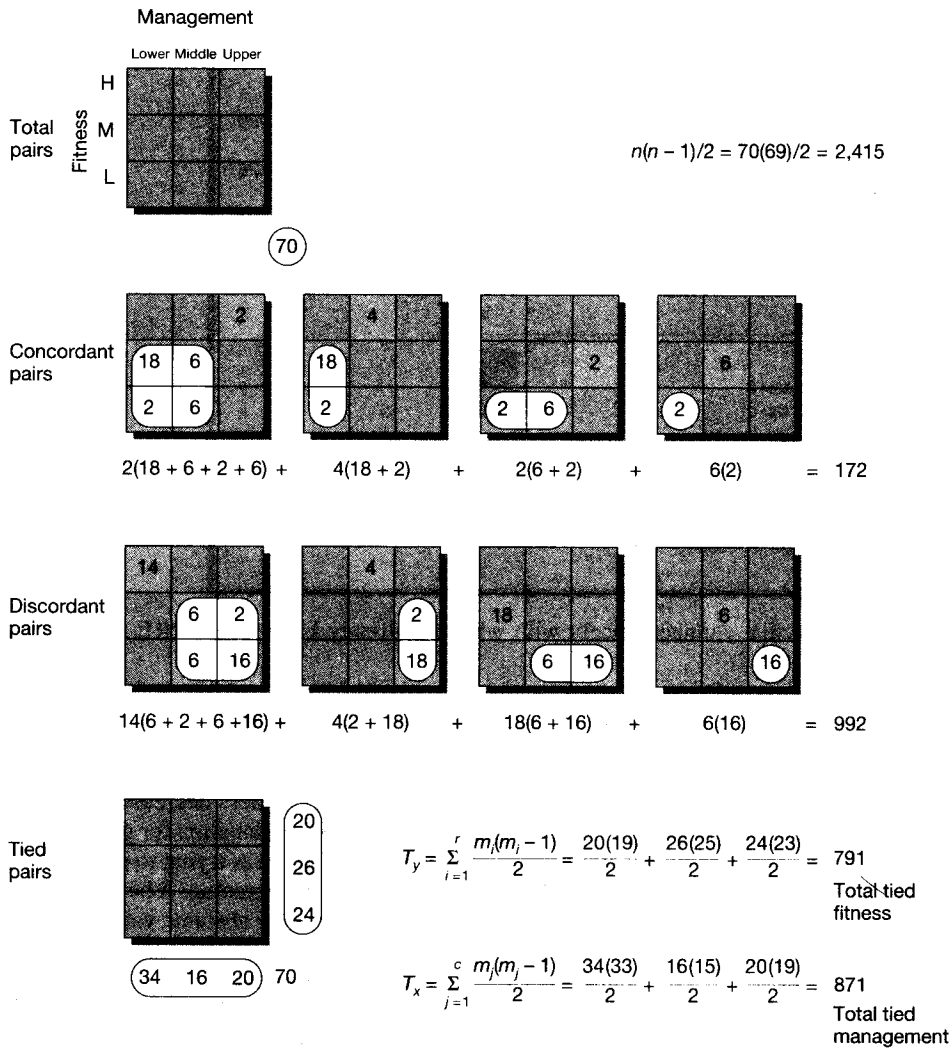 Management
Lower Middle Upper
Total pairs
Fitness
H
M
L
n(n − 1)/2 = 70(69)/2 = 2,415
70
Concordant pairs
2
18 6
2 6
4
18
2
2
2 6
6
2
2(18 + 6 + 2 + 6) + 4(18 + 2) + 2(6 + 2) + 6(2) = 172
Discordant pairs
14
6 2
6 16
4
2
18
18
6 16
6
16
14(6 + 2 + 6 +16) + 4(2 + 18) + 18(6 + 16) + 6(16) = 992
Tied pairs
20
26
24
34 16 20 70
T_y = Σ_{i=1}^{r} m_i(m_i − 1)/2 = 20(19)/2 + 26(25)/2 + 24(23)/2 = 791
Total tied
fitness
T_x = Σ_{j=1}^{c} m_j(m_j − 1)/2 = 34(33)/2 + 16(15)/2 + 20(19)/2 = 871
Total tied
management